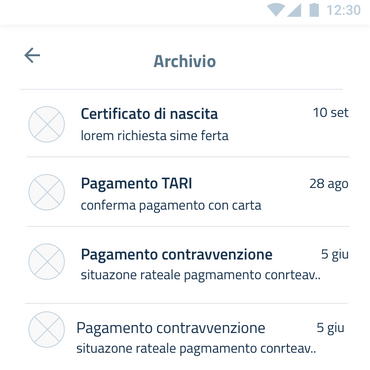 12:30
Archivio
Certificato di nascita 10 set
lorem richiesta sime ferta
Pagamento TARI 28 ago
conferma pagamento con carta
Pagamento contravvenzione 5 giu
situazone rateale pagmamento conrteav..
Pagamento contravvenzione 5 giu
situazone rateale pagmamento conrteav..